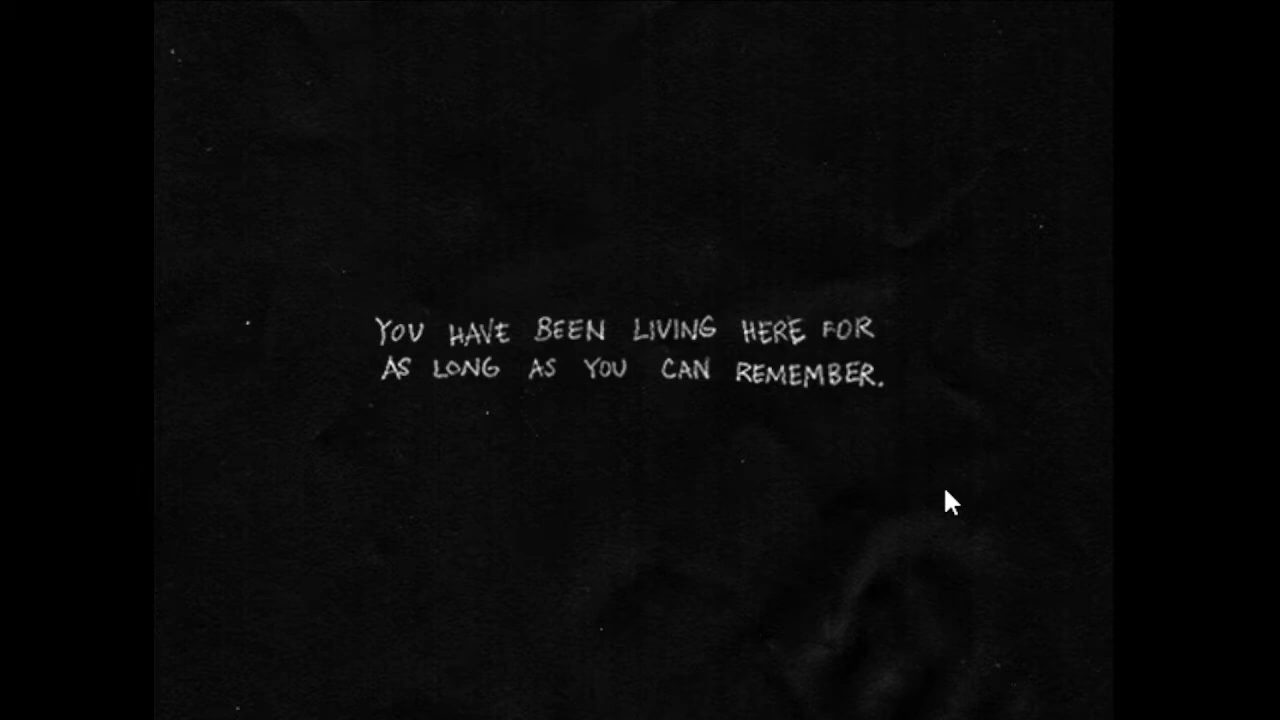 YOU HAVE BEEN LIVING HERE FOR
AS LONG AS YOU CAN REMEMBER.